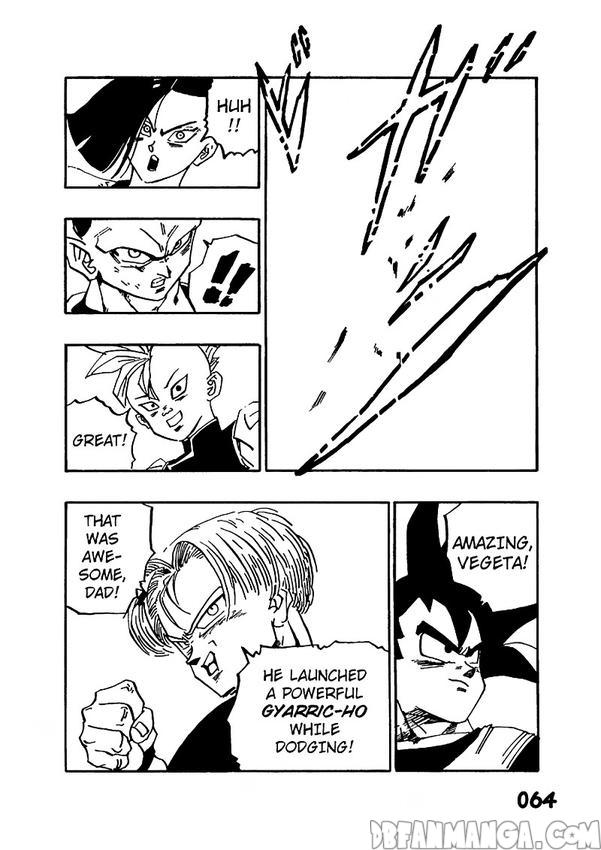 HUH
!!
!!
GREAT!
THAT
WAS
AWE-
SOME,
DAD!
HE LAUNCHED
A POWERFUL
GYARRIC-HO
WHILE
DODGING!
AMAZING,
VEGETA!
064
DBFANMANGA.COM